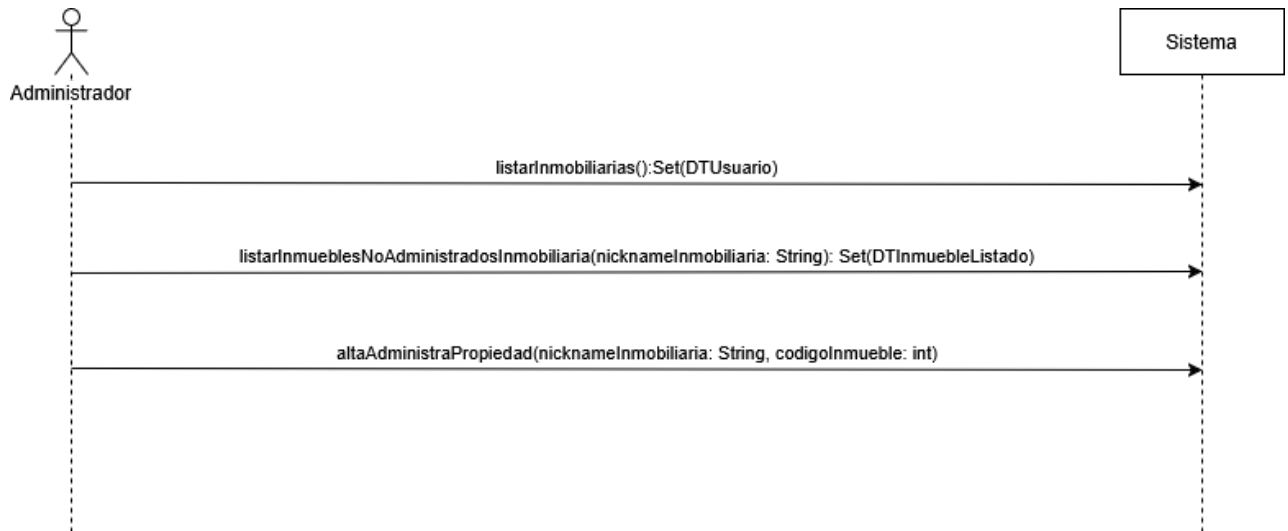 Administrador
Sistema
listarInmobiliarias():Set(DTUsuario)
listarInmueblesNoAdministradosInmobiliaria(nicknameInmobiliaria: String): Set(DTInmuebleListado)
altaAdministraPropiedad(nicknameInmobiliaria: String, codigoInmueble: int)